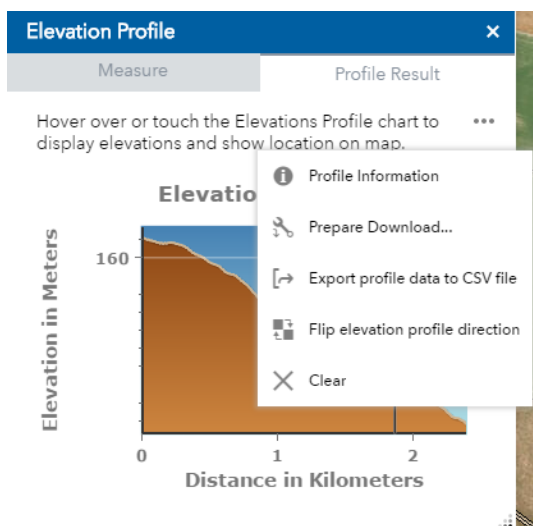 Elevation Profile
Measure
Profile Result
Hover over or touch the Elevations Profile chart to
display elevations and show location on map.
Profile Information
Prepare Download...
Export profile data to CSV file
Flip elevation profile direction
Clear
Elevation in Meters
160
0 1 2
Distance in Kilometers